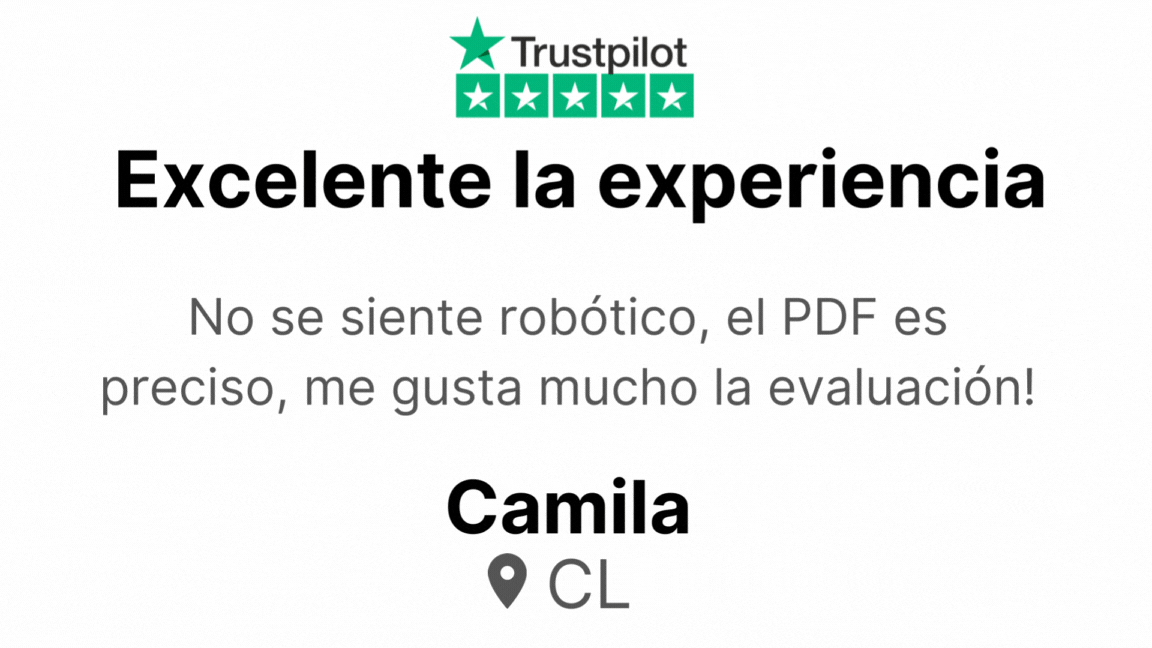 Trustpilot
Excelente la experiencia
No se siente robótico, el PDF es
preciso, me gusta mucho la evaluación!
Camila
CL